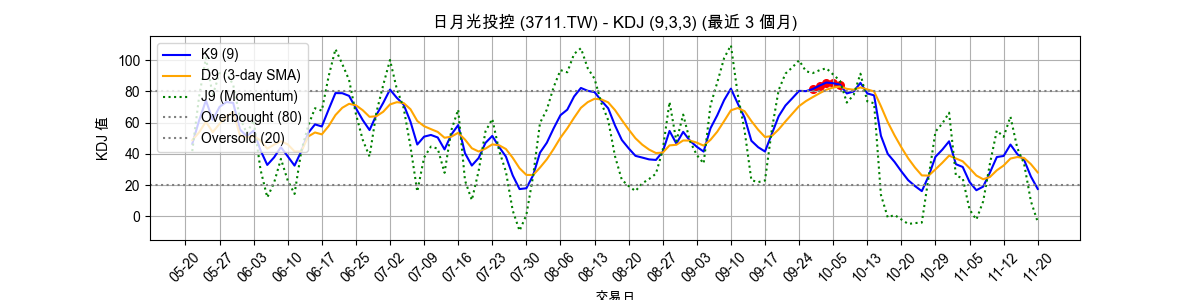 日月光投控 (3711.TW) - KDJ (9,3,3) (最近 3 個月)
K9 (9)
D9 (3-day SMA)
J9 (Momentum)
Overbought (80)
Oversold (20)
KDJ 值
100
80
60
40
20
0
05-20 05-27 06-03 06-10 06-17 06-25 07-02 07-09 07-16 07-23 07-30 08-06 08-13 08-20 08-27 09-03 09-10 09-17 09-24 10-05 10-13 10-20 10-29 11-05 11-12 11-20
交易日